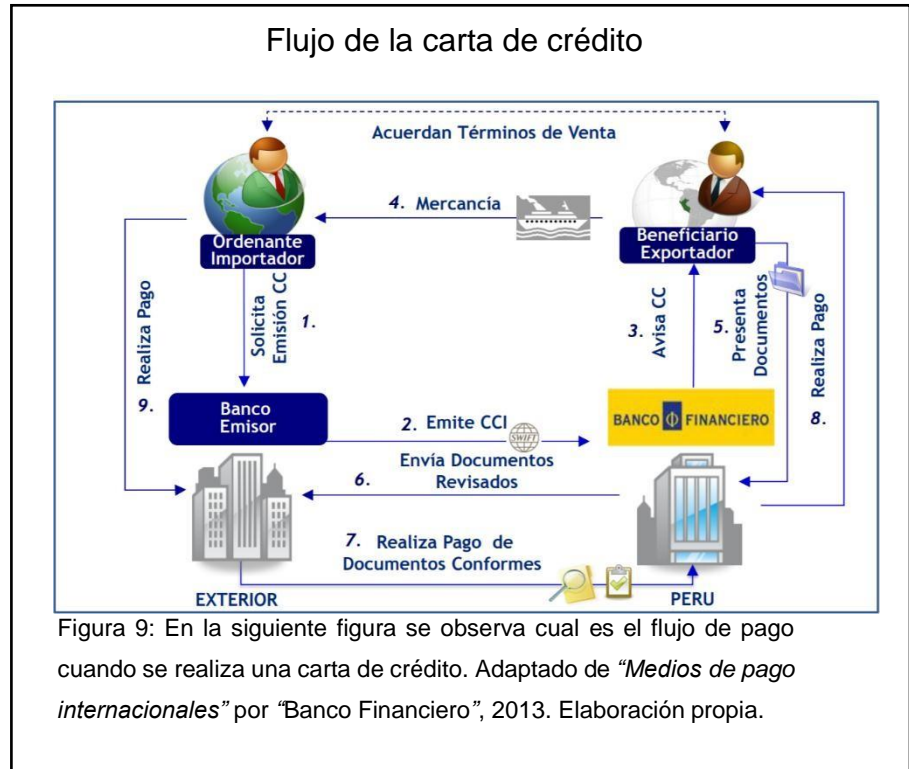 Flujo de la carta de crédito
Acuerdan Términos de Venta
4. Mercancía
Ordenante
Importador
Beneficiario
Exportador
Solicita
Emisión CC
1.
3. Avisa CC
5. Presenta
Documentos
Realiza Pago
8.
Realiza Pago
9.
Banco
Emisor
2. Emite CCI
SWIFT
BANCO FINANCIERO
Envía Documentos
6. Revisados
7. Realiza Pago de
Documentos Conformes
EXTERIOR
PERU
Figura 9: En la siguiente figura se observa cual es el flujo de pago
cuando se realiza una carta de crédito. Adaptado de “Medios de pago
internacionales” por “Banco Financiero”, 2013. Elaboración propia.